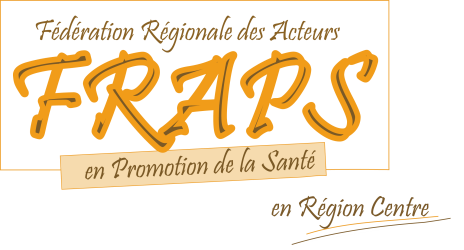 Fédération Régionale des Acteurs
FRAPS
en Promotion de la Santé
en Région Centre